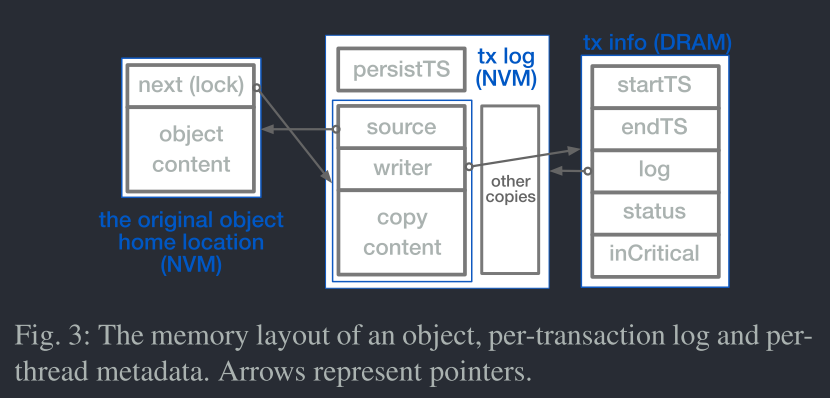 next (lock)
object
content
the original object
home location
(NVM)
persistTS
tx log
(NVM)
source
writer
copy
content
other
copies
tx info (DRAM)
startTS
endTS
log
status
inCritical
Fig. 3: The memory layout of an object, per-transaction log and per-
thread metadata. Arrows represent pointers.